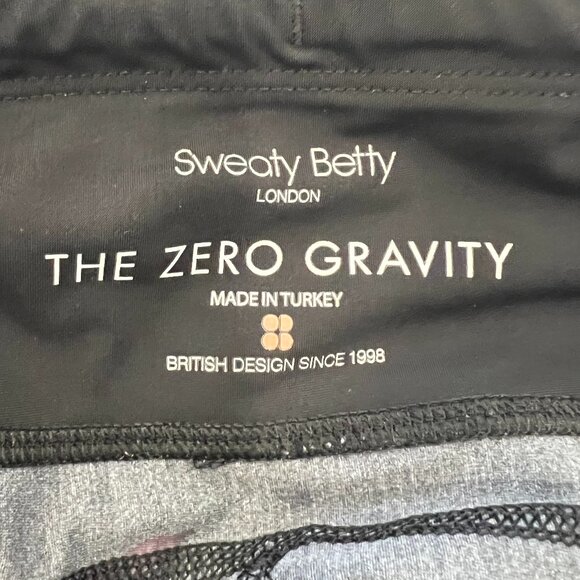 Sweaty Betty
LONDON
THE ZERO GRAVITY
MADE IN TURKEY
BRITISH DESIGN SINCE 1998